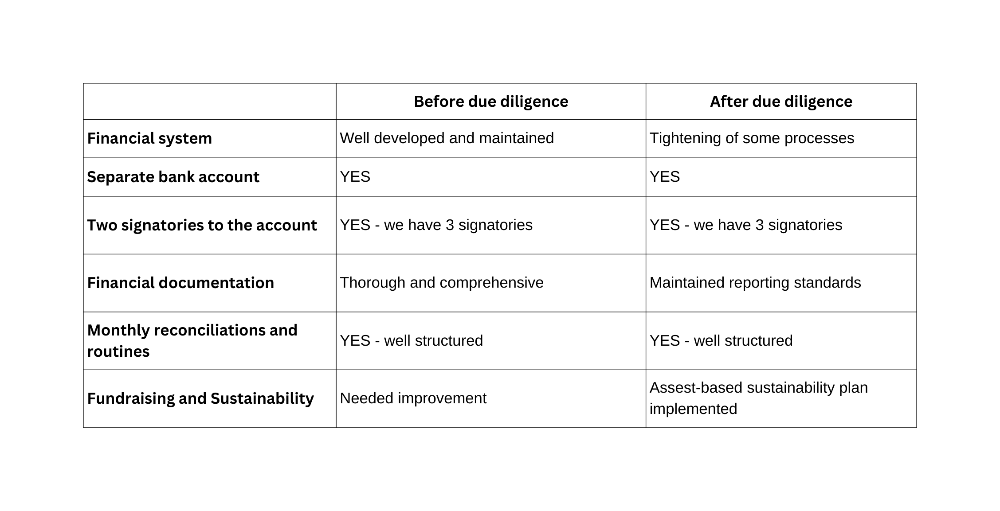 Before due diligence After due diligence
Financial system Well developed and maintained Tightening of some processes
Separate bank account YES YES
Two signatories to the account YES - we have 3 signatories YES - we have 3 signatories
Financial documentation Thorough and comprehensive Maintained reporting standards
Monthly reconciliations and
routines
YES - well structured YES - well structured
Fundraising and Sustainability Needed improvement
Assest-based sustainability plan
implemented